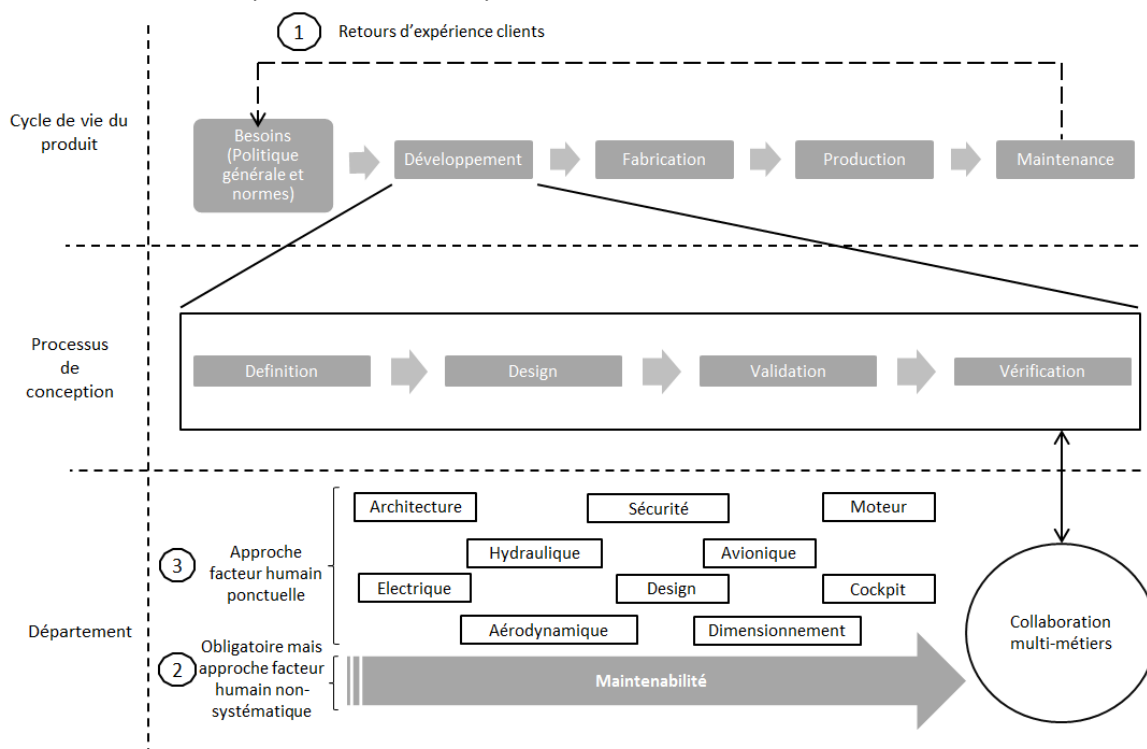 1
Retours d'expérience clients
Cycle de vie du
produit
Besoins
(Politique
générale et
normes)
Développement
Fabrication
Production
Maintenance
Processus
de
conception
Definition
Design
Validation
Vérification
Département
3
Approche
facteur humain
ponctuelle
Architecture
Sécurité
Moteur
Hydraulique
Avionique
Electrique
Design
Cockpit
Aérodynamique
Dimensionnement
2
Obligatoire mais
approche facteur
humain non-
systématique
Maintenabilité
Collaboration
multi-métiers